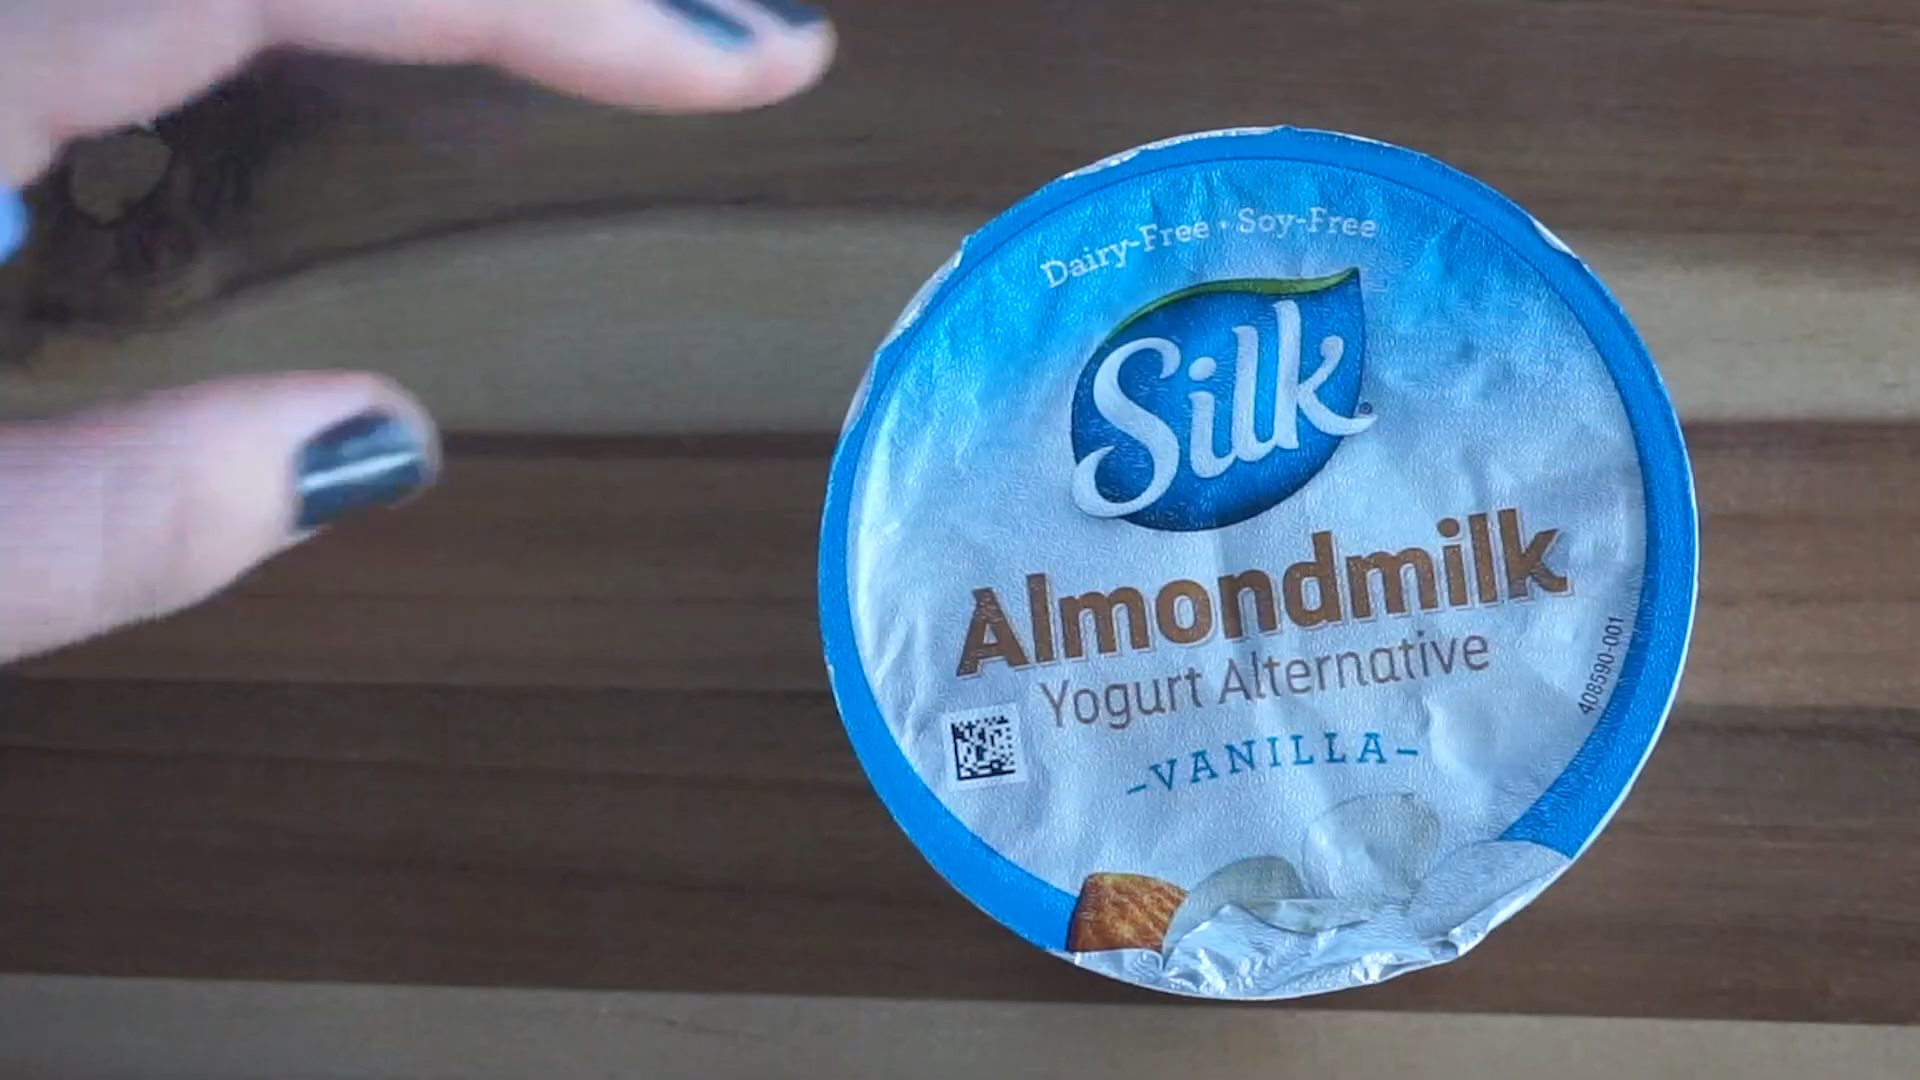 Dairy-Free • Soy-Free
Silk®
Almondmilk
Yogurt Alternative
-VANILLA-
408590-001